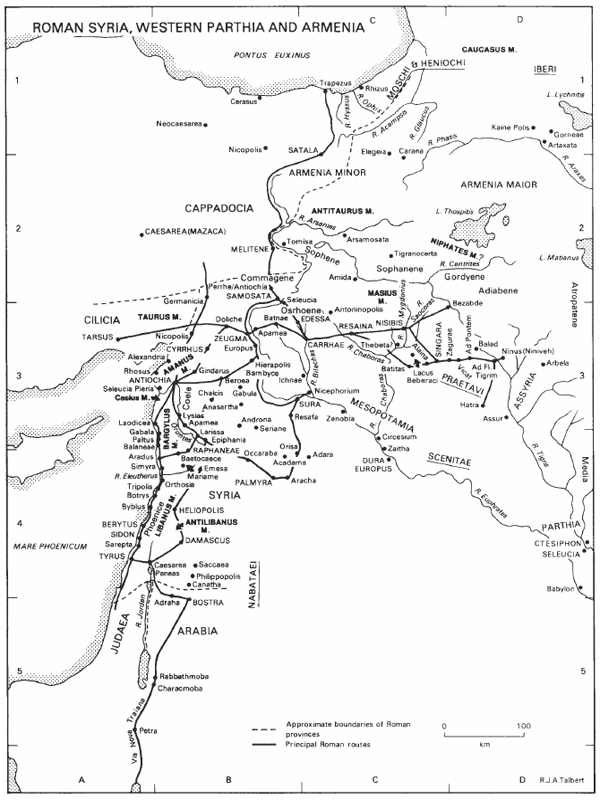 ROMAN SYRIA, WESTERN PARTHIA AND ARMENIA
C
D
PONTUS EUXINUS
CAUCASUS M.
MOSCHI & HENIOCHI
IBERI
1
1
Trapezus
Rhizus
R. Hyssus
R. Ophis
R. Acampsis
R. Glaucus
L. Lychnitis
Cerasus
Neocaesarea
Kaine Polis
Gorneae
Artaxata
R. Phasis
R. Araxes
Nicopolis
SATALA
Elegeia
Carana
ARMENIA MINOR
ARMENIA MAIOR
CAPPADOCIA
ANTITAURUS M.
R. Arsanias
L. Thospitis
2
2
CAESAREA (MAZACA)
Tomisa
Arsamosata
MELITENE
Sophene
Tigranocerta
NIPHATES M.?
L. Matianus
Sophanene
R. Centrites
Gordyene
Commagene
Amida
Perrhe/Antiochia
MASIUS M.
Adiabene
SAMOSATA
Seleucia
R. Mygdonius
R. Saocoras
Bezabde
Atropatene
Germanicia
Osrhoene
Antoninopolis
CILICIA
TAURUS M.
Doliche
Batnae
EDESSA
RESAINA
NISIBIS
TARSUS
Nicopolis
ZEUGMA
Apamea
CARRHAE
Thebeta
SINGARA
Zagurae
Ad Pontem
Baled
Ninus (Niniveh)
CYRRHUS
Europus
R. Chaboras
Alaina
Ad Fl. Tigrim
Arbela
Alexandria
AMANUS M.
Hierapolis
Bambyce
R. Bilechas
Batitas
Lacus Beberaci
Vicat
3
3
Rhosus
Gindarus
ANTIOCHIA
Beroea
Ichnae
Nicephorium
PRAETAVI
ASSYRIA
Seleucia Pieria
Casius M.
Coele
Chalcis
Gabula
SURA
R. Chaboras
Hatra
Anasartha
MESOPOTAMIA
Assur
Lysias
Resafa
Zenobia
Laodicea
Apamea
Androna
Seriane
Gabala
BARGYLUS M.
R. Orontes
Larissa
Circesium
Paltus
Epiphania
Orisa
Zaitha
Balaneae
RAPHANEAE
Occaraba
Adara
DURA EUROPUS
SCENITAE
R. Tigris
Media
Aradus
Baetocaece
Acadama
Simyra
Emesa
Mariame
R. Eleutherus
Orthosia
PALMYRA
Aracha
R. Euphrates
Tripolis
SYRIA
Botrys
Byblus
HELIOPOLIS
4
4
Phoenice
LIBANUS M.
ANTILIBANUS M.
PARTHIA
BERYTUS
MARE PHOENICUM
SIDON
Sarepta
DAMASCUS
CTESIPHON
SELEUCIA
TYRUS
Caesarea Paneas
Saccaea
Philippopolis
Canatha
NABATAEI
Babylon
Adraha
BOSTRA
JUDAEA
R. Jordan
ARABIA
5
5
Rabbathmoba
Characmoba
Via Nova Traiana
Petra
Approximate boundaries of Roman provinces
Principal Roman routes
0
100
km
A
B
C
D
R.J.A.Talbert